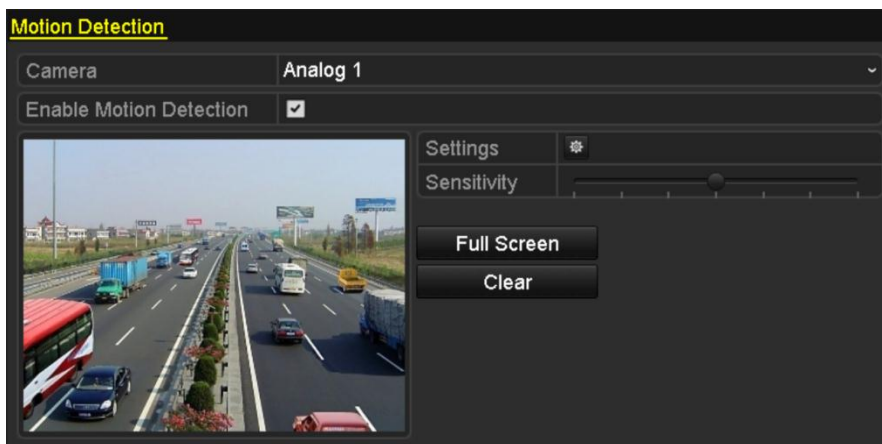 Motion Detection
Camera Analog 1
Enable Motion Detection
Settings
Sensitivity
Full Screen
Clear